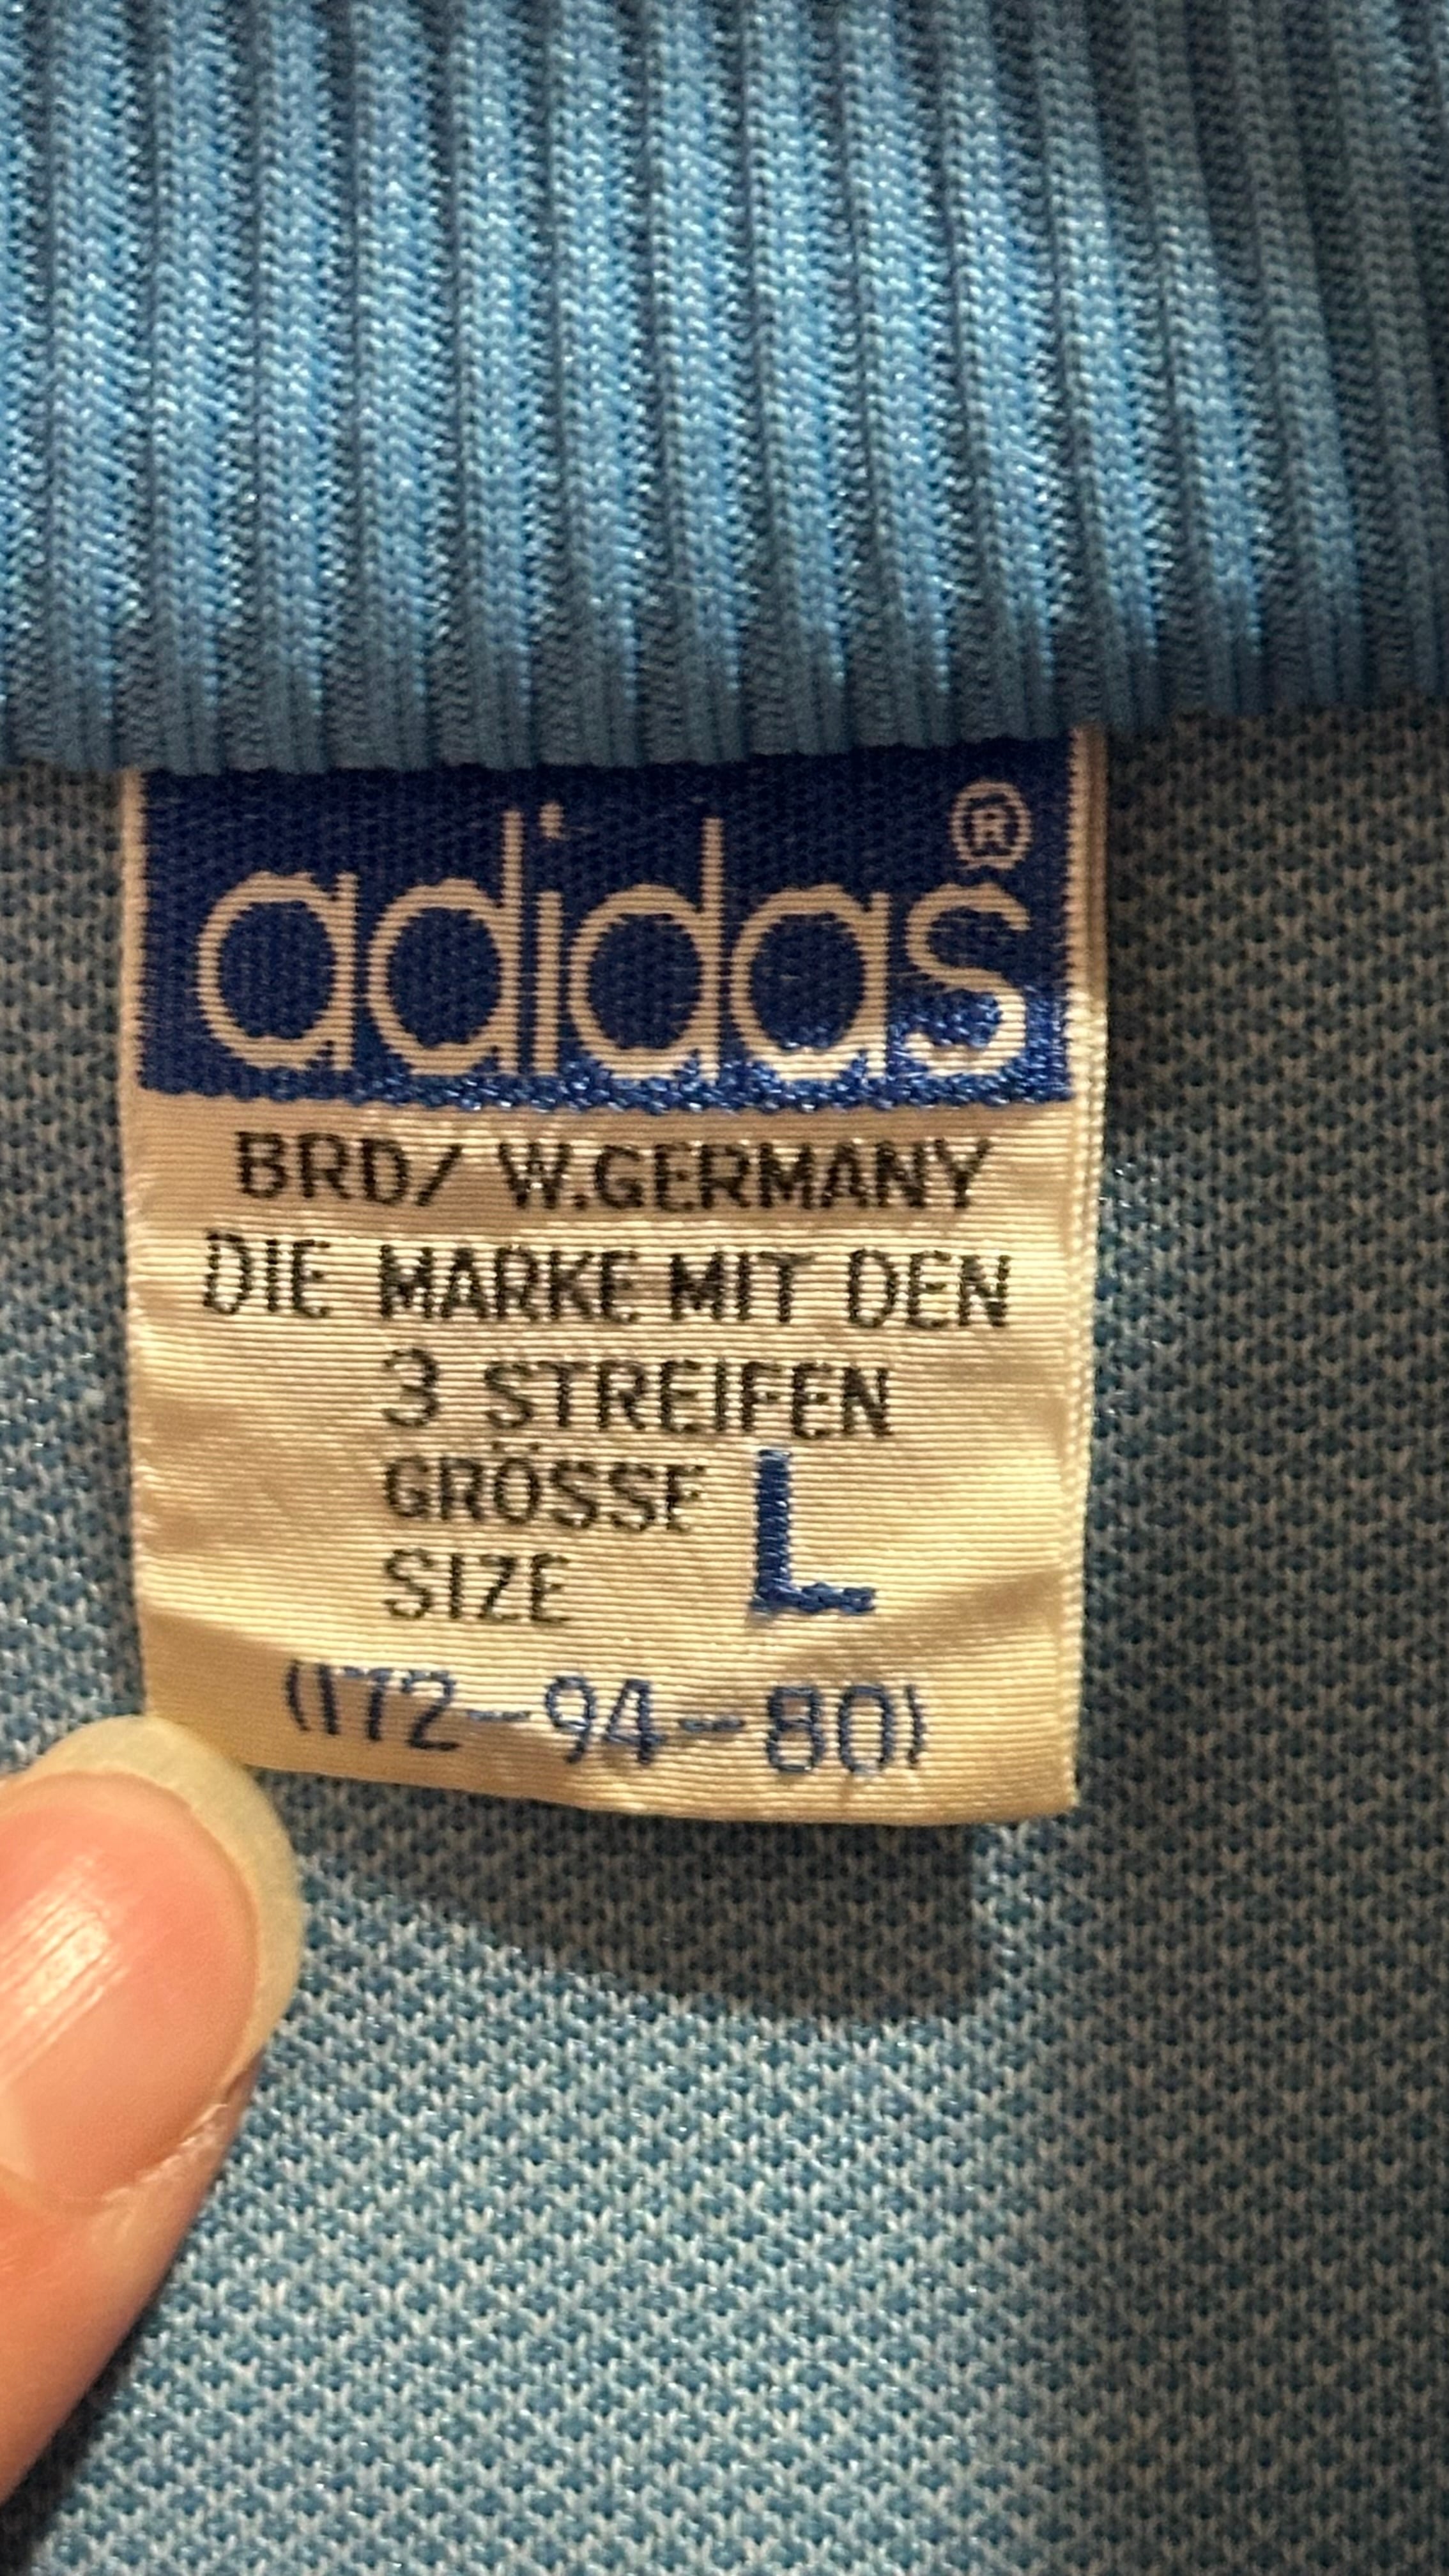 adidas®
BRD/ W.GERMANY
DIE MARKE MIT DEN
3 STREIFEN
GRÖSSE L
SIZE
(172-94-80)